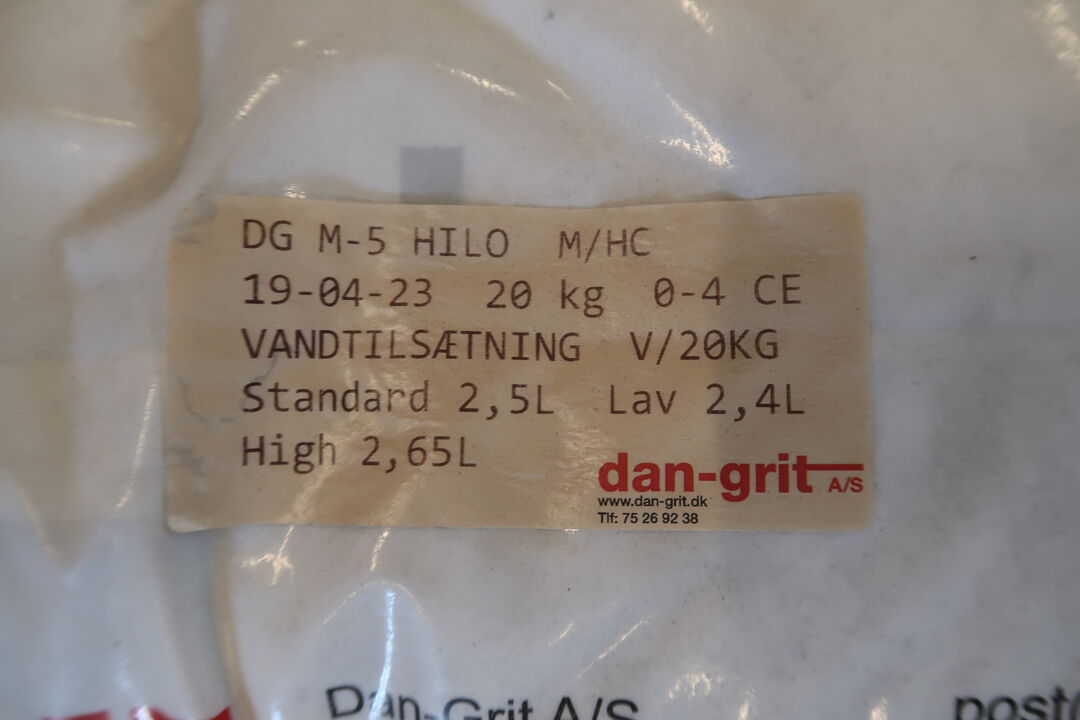 DG M-5 HILO M/HC
19-04-23 20 kg 0-4 CE
VANDTILSÆTNING V/20KG
Standard 2,5L Lav 2,4L
High 2,65L
dan-grit A/S
www.dan-grit.dk
Tlf: 75 26 92 38
Dan-Grit A/S